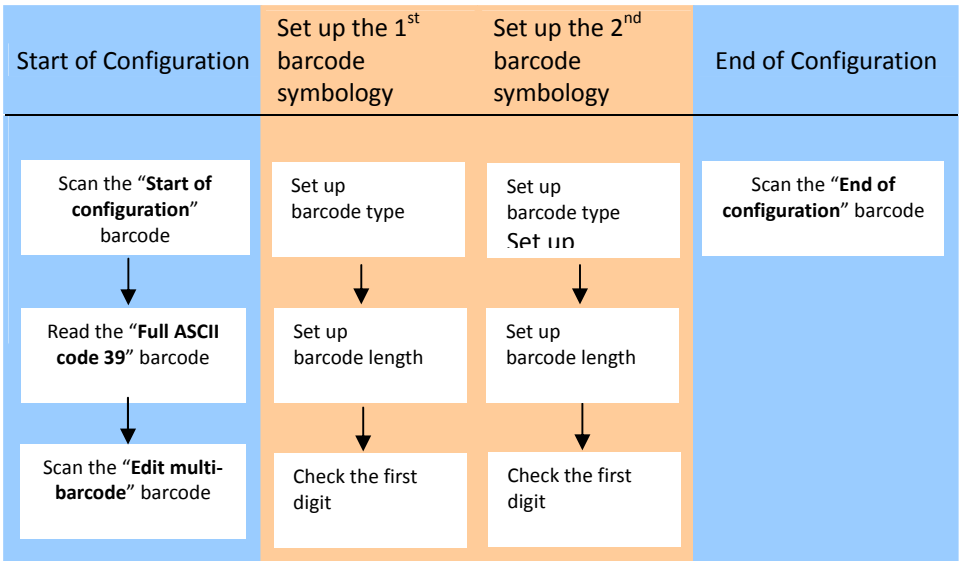 Start of Configuration
Set up the 1st
barcode
symbology
Set up the 2nd
barcode
symbology
End of Configuration
Scan the “Start of
configuration”
barcode
Read the “Full ASCII
code 39” barcode
Scan the “Edit multi-
barcode” barcode
Set up
barcode type
Set up
barcode length
Check the first
digit
Set up
barcode type
Set up
Set up
barcode length
Check the first
digit
Scan the “End of
configuration” barcode